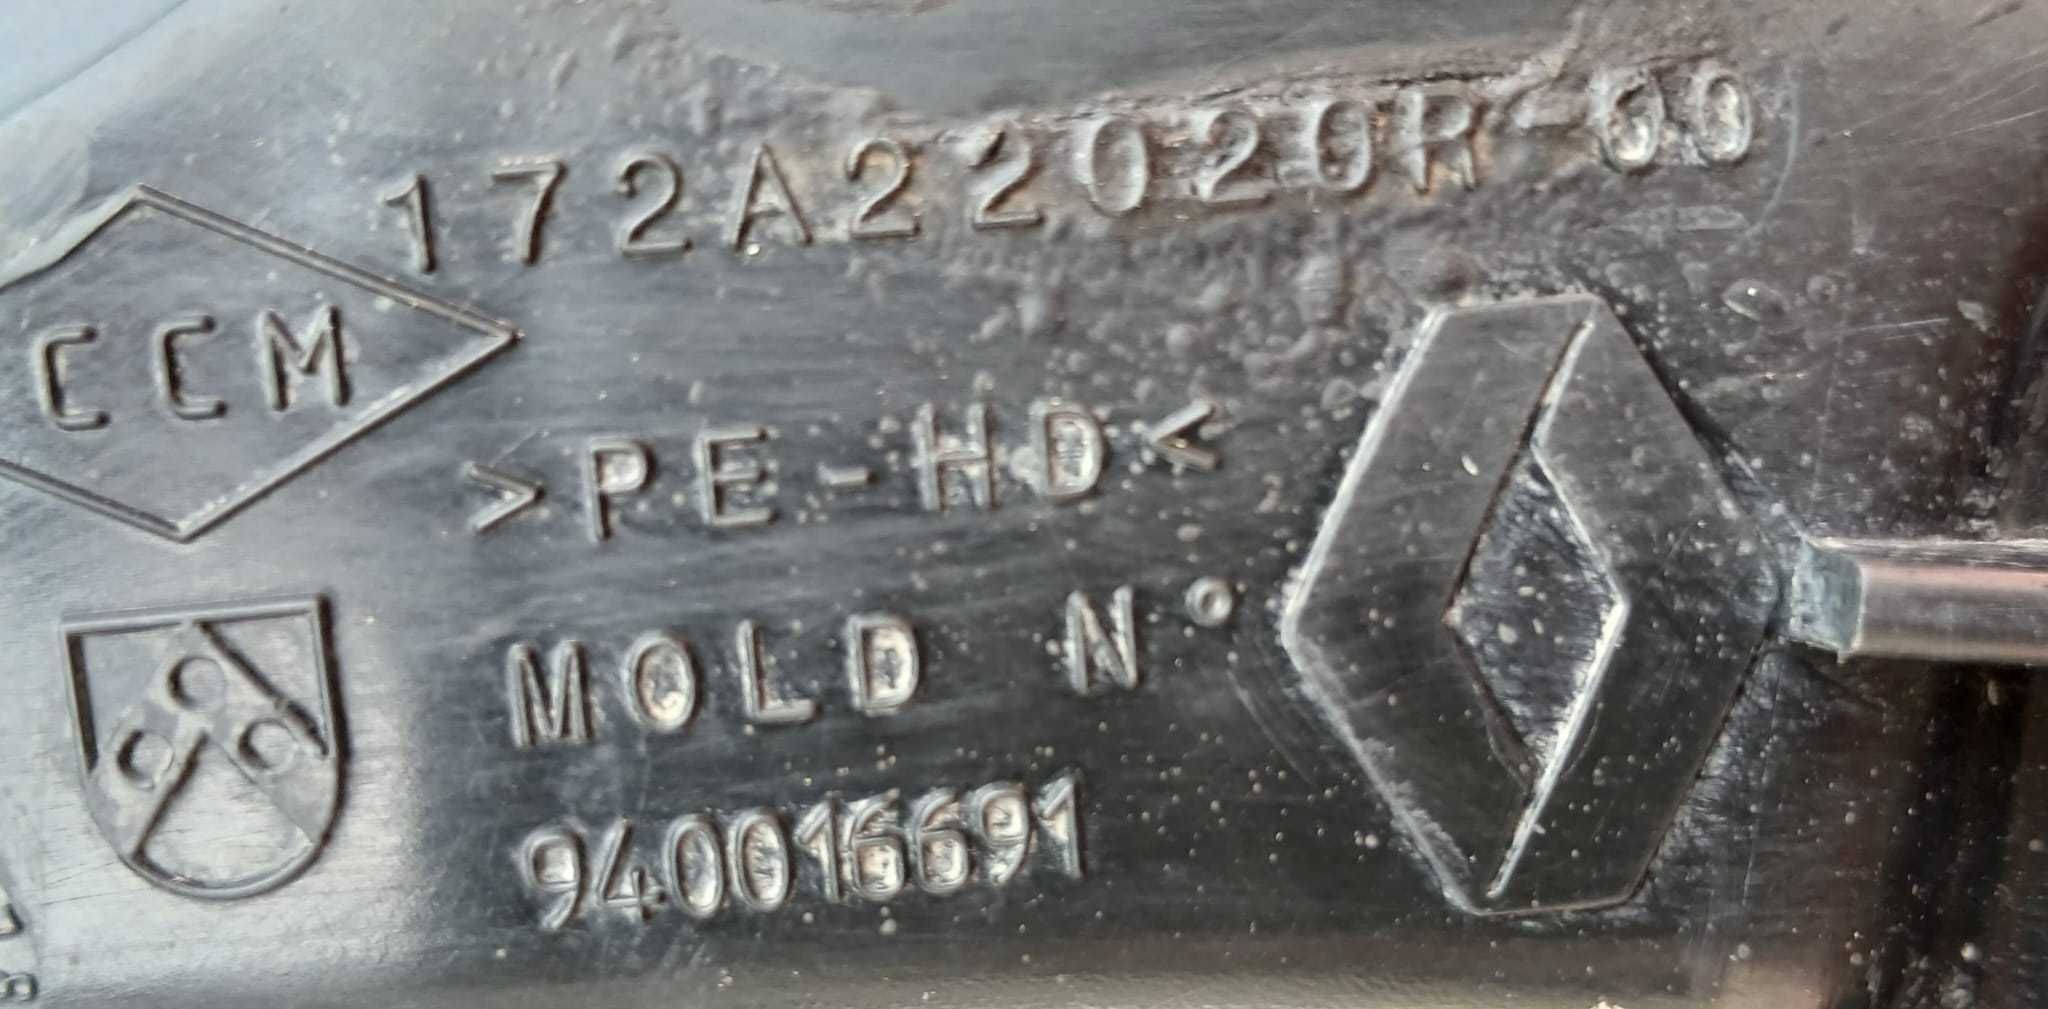 172A22020R-00
CCM
>PE-HD<
MOLD N°
940016691